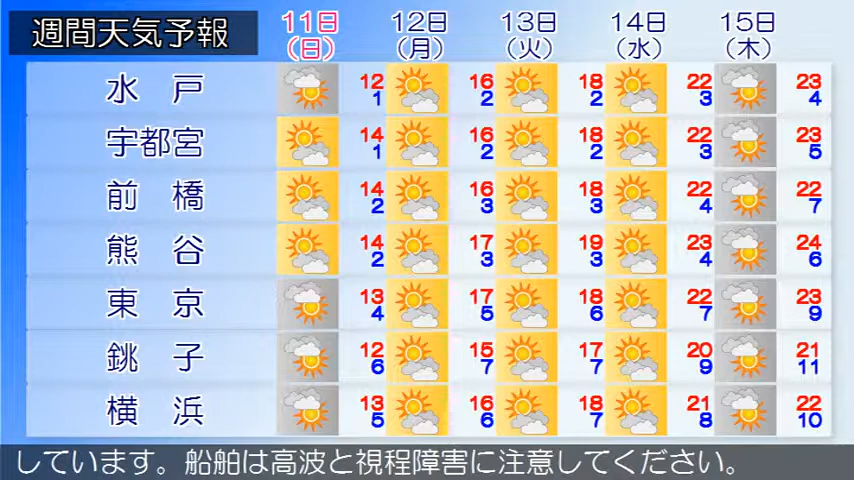 週間天気予報 11日 12日 13日 14日 15日
(日) (月) (火) (水) (木)
水戸 12 1 16 2 18 2 22 3 23 4
宇都宮 14 1 16 2 18 2 22 3 23 5
前橋 14 2 16 3 18 3 22 4 22 7
熊谷 14 2 17 3 19 3 23 4 24 6
東京 13 4 17 5 18 6 22 7 23 9
銚子 12 6 15 7 17 7 20 9 21 11
横浜 13 5 16 6 18 7 21 8 22 10
しています。船舶は高波と視程障害に注意してください。